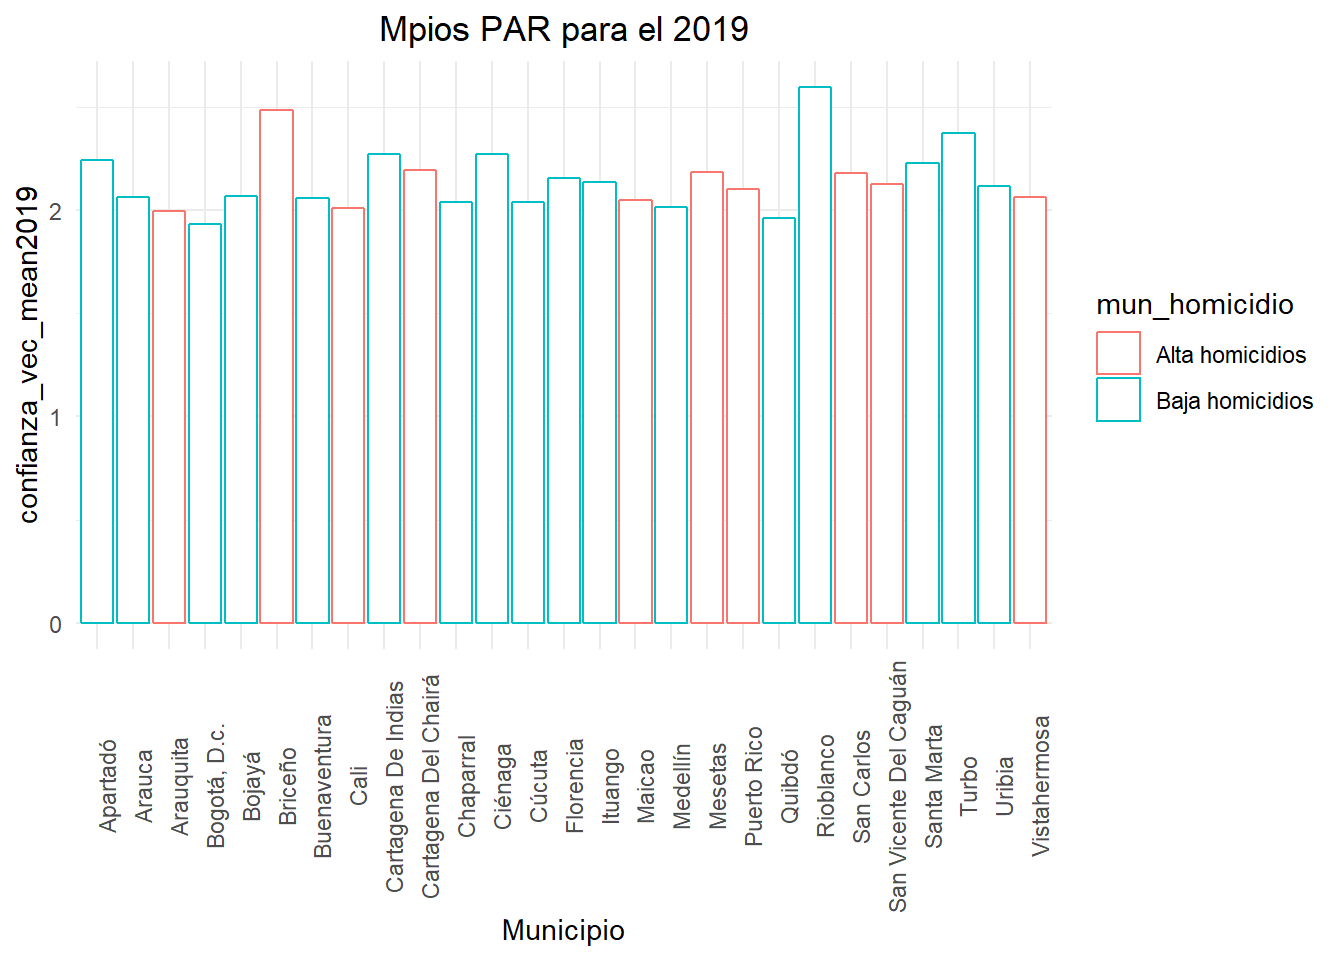 Mpios PAR para el 2019
confianza_vec_mean2019
2
1
0
Apartadó
Arauca
Arauquita
Bogotá, D.c.
Bojayá
Briceño
Buenaventura
Cali
Cartagena De Indias
Cartagena Del Chairá
Chaparral
Ciénaga
Cúcuta
Florencia
Ituango
Maicao
Medellín
Mesetas
Puerto Rico
Quibdó
Rioblanco
San Carlos
San Vicente Del Caguán
Santa Marta
Turbo
Uribia
Vistahermosa
Municipio
mun_homicidio
Alta homicidios
Baja homicidios